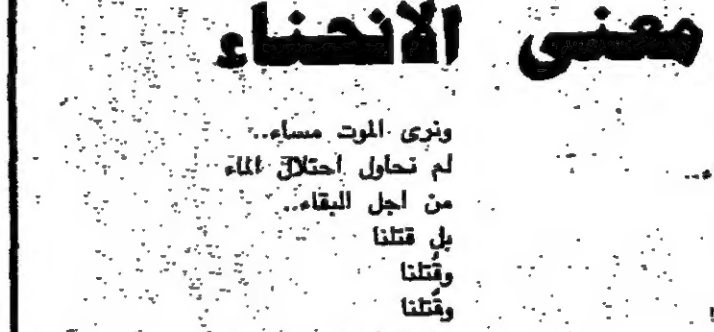 معنى الانحناء
ونرى الموت مساء..
لم نحاول احتلال الماء
من اجل البقاء..
بل قتلنا
وقُتلنا
وقُتلنا